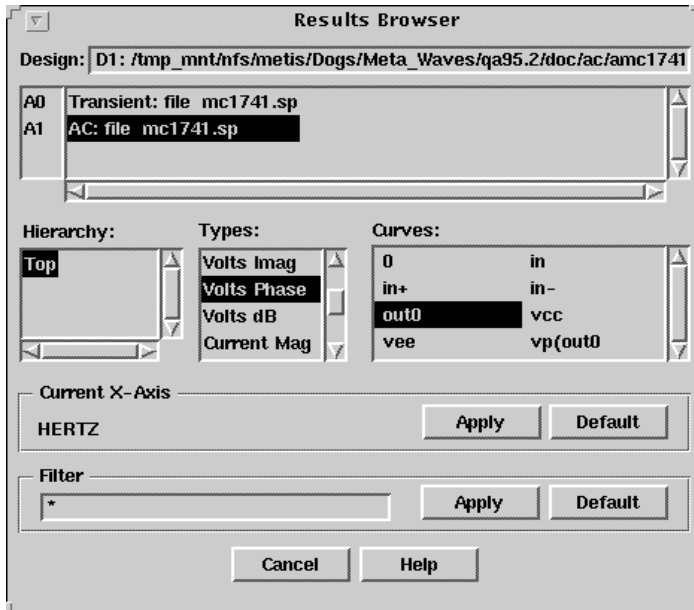 Results Browser
Design: D1: /tmp_mnt/nfs/metis/Dogs/Meta_Waves/qa95.2/doc/ac/amc1741
A0 Transient: file mc1741.sp
A1 AC: file mc1741.sp
Hierarchy: Types: Curves:
Top Volts Imag 0 in
Volts Phase in+ in-
Volts dB out0 vcc
Current Mag vee vp(out0
Current X-Axis
HERTZ Apply Default
Filter
* Apply Default
Cancel Help